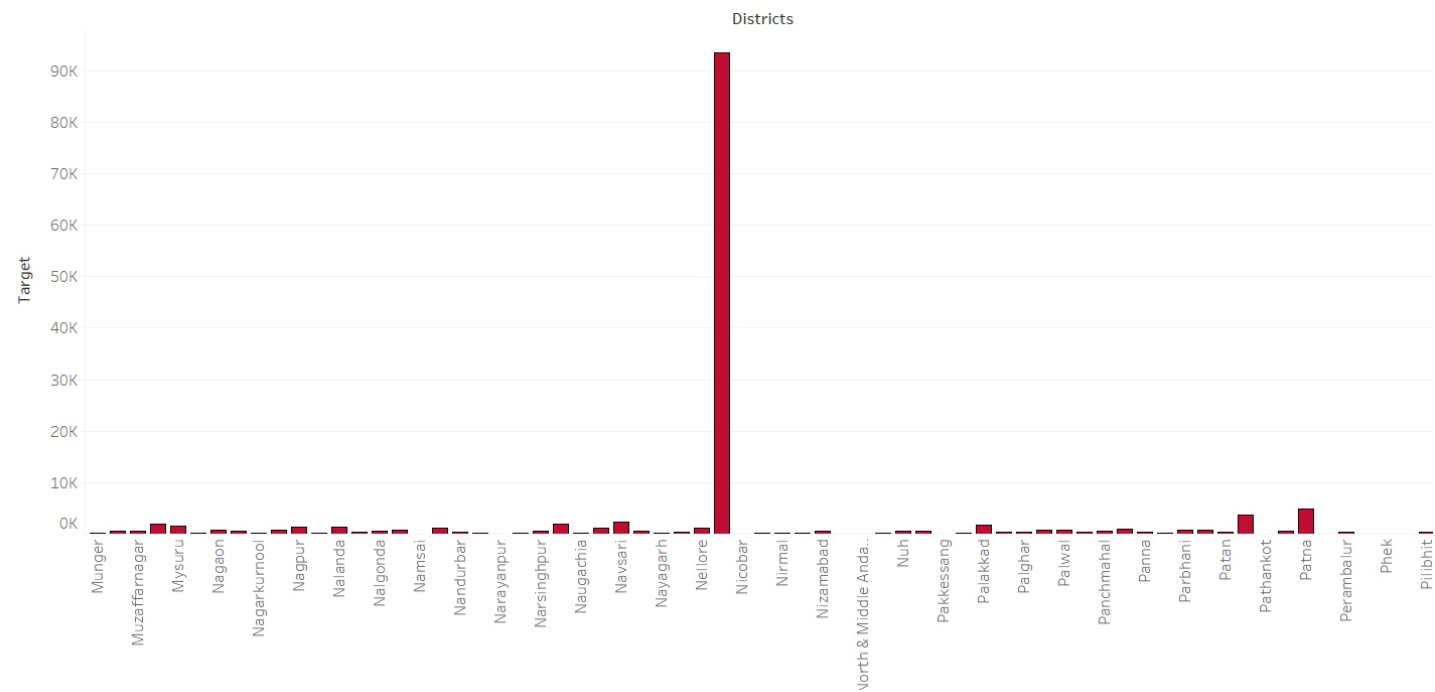 Districts
90K
80K
70K
60K
50K
40K
30K
20K
10K
0K
Target
Munger
Muzaffarnagar
Mysuru
Nagaon
Nagarkurnool
Nagpur
Nalanda
Nalgonda
Namsai
Nandurbar
Narayanpur
Narsinghpur
Naugachia
Navsari
Nayagarh
Nellore
Nicobar
Nirmal
Nizamabad
North & Middle Anda..
Nuh
Pakkessang
Palakkad
Palghar
Palwal
Panchmahal
Panna
Parbhani
Patan
Pathankot
Patna
Perambalur
Phek
Pilibhit